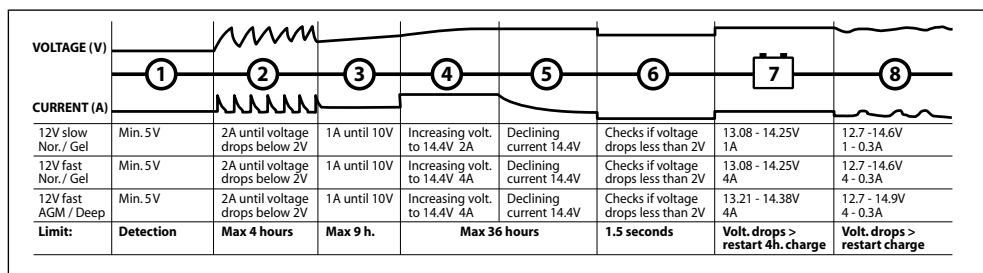 VOLTAGE (V)
1 2 3 4 5 6 7 8
CURRENT (A)
12V slow Min. 5V 2A until voltage 1A until 10V Increasing volt. Declining Checks if voltage 13.08 - 14.25V 12.7 -14.6V
Nor./ Gel drops below 2V to 14.4V 2A current 14.4V drops less than 2V 1A 1 - 0.3A
12V fast Min. 5V 2A until voltage 1A until 10V Increasing volt. Declining Checks if voltage 13.08 - 14.25V 12.7 -14.6V
Nor./ Gel drops below 2V to 14.4V 4A current 14.4V drops less than 2V 4A 4 - 0.3A
12V fast Min. 5V 2A until voltage 1A until 10V Increasing volt. Declining Checks if voltage 13.21 - 14.38V 12.7 - 14.9V
AGM / Deep drops below 2V to 14.4V 4A current 14.4V drops less than 2V 4A 4 - 0.3A
Limit: Detection Max 4 hours Max 9 h. Max 36 hours 1.5 seconds Volt. drops > Volt. drops >
restart 4h. charge restart charge